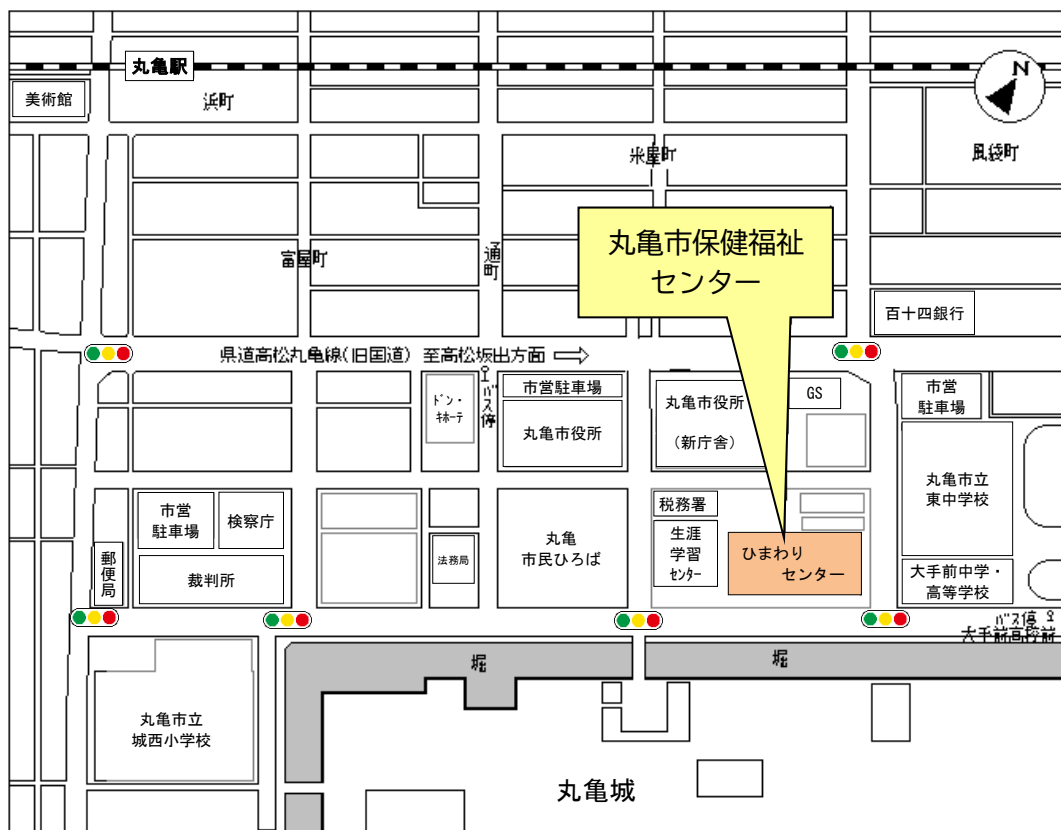 丸亀駅
N
美術館
浜町
米屋町
風袋町
丸亀市保健福祉
センター
富屋町
通町
百十四銀行
県道高松丸亀線(旧国道) 至高松坂出方面
バス停
ドン・
キホーテ
市営駐車場
丸亀市役所
丸亀市役所
(新庁舎)
GS
市営
駐車場
丸亀市立
東中学校
市営
駐車場
検察庁
郵便局
裁判所
法務局
丸亀
市民ひろば
税務署
生涯
学習
センター
ひまわり
センター
大手前中学・
高等学校
バス停
大手前高校前
堀
堀
丸亀市立
城西小学校
丸亀城